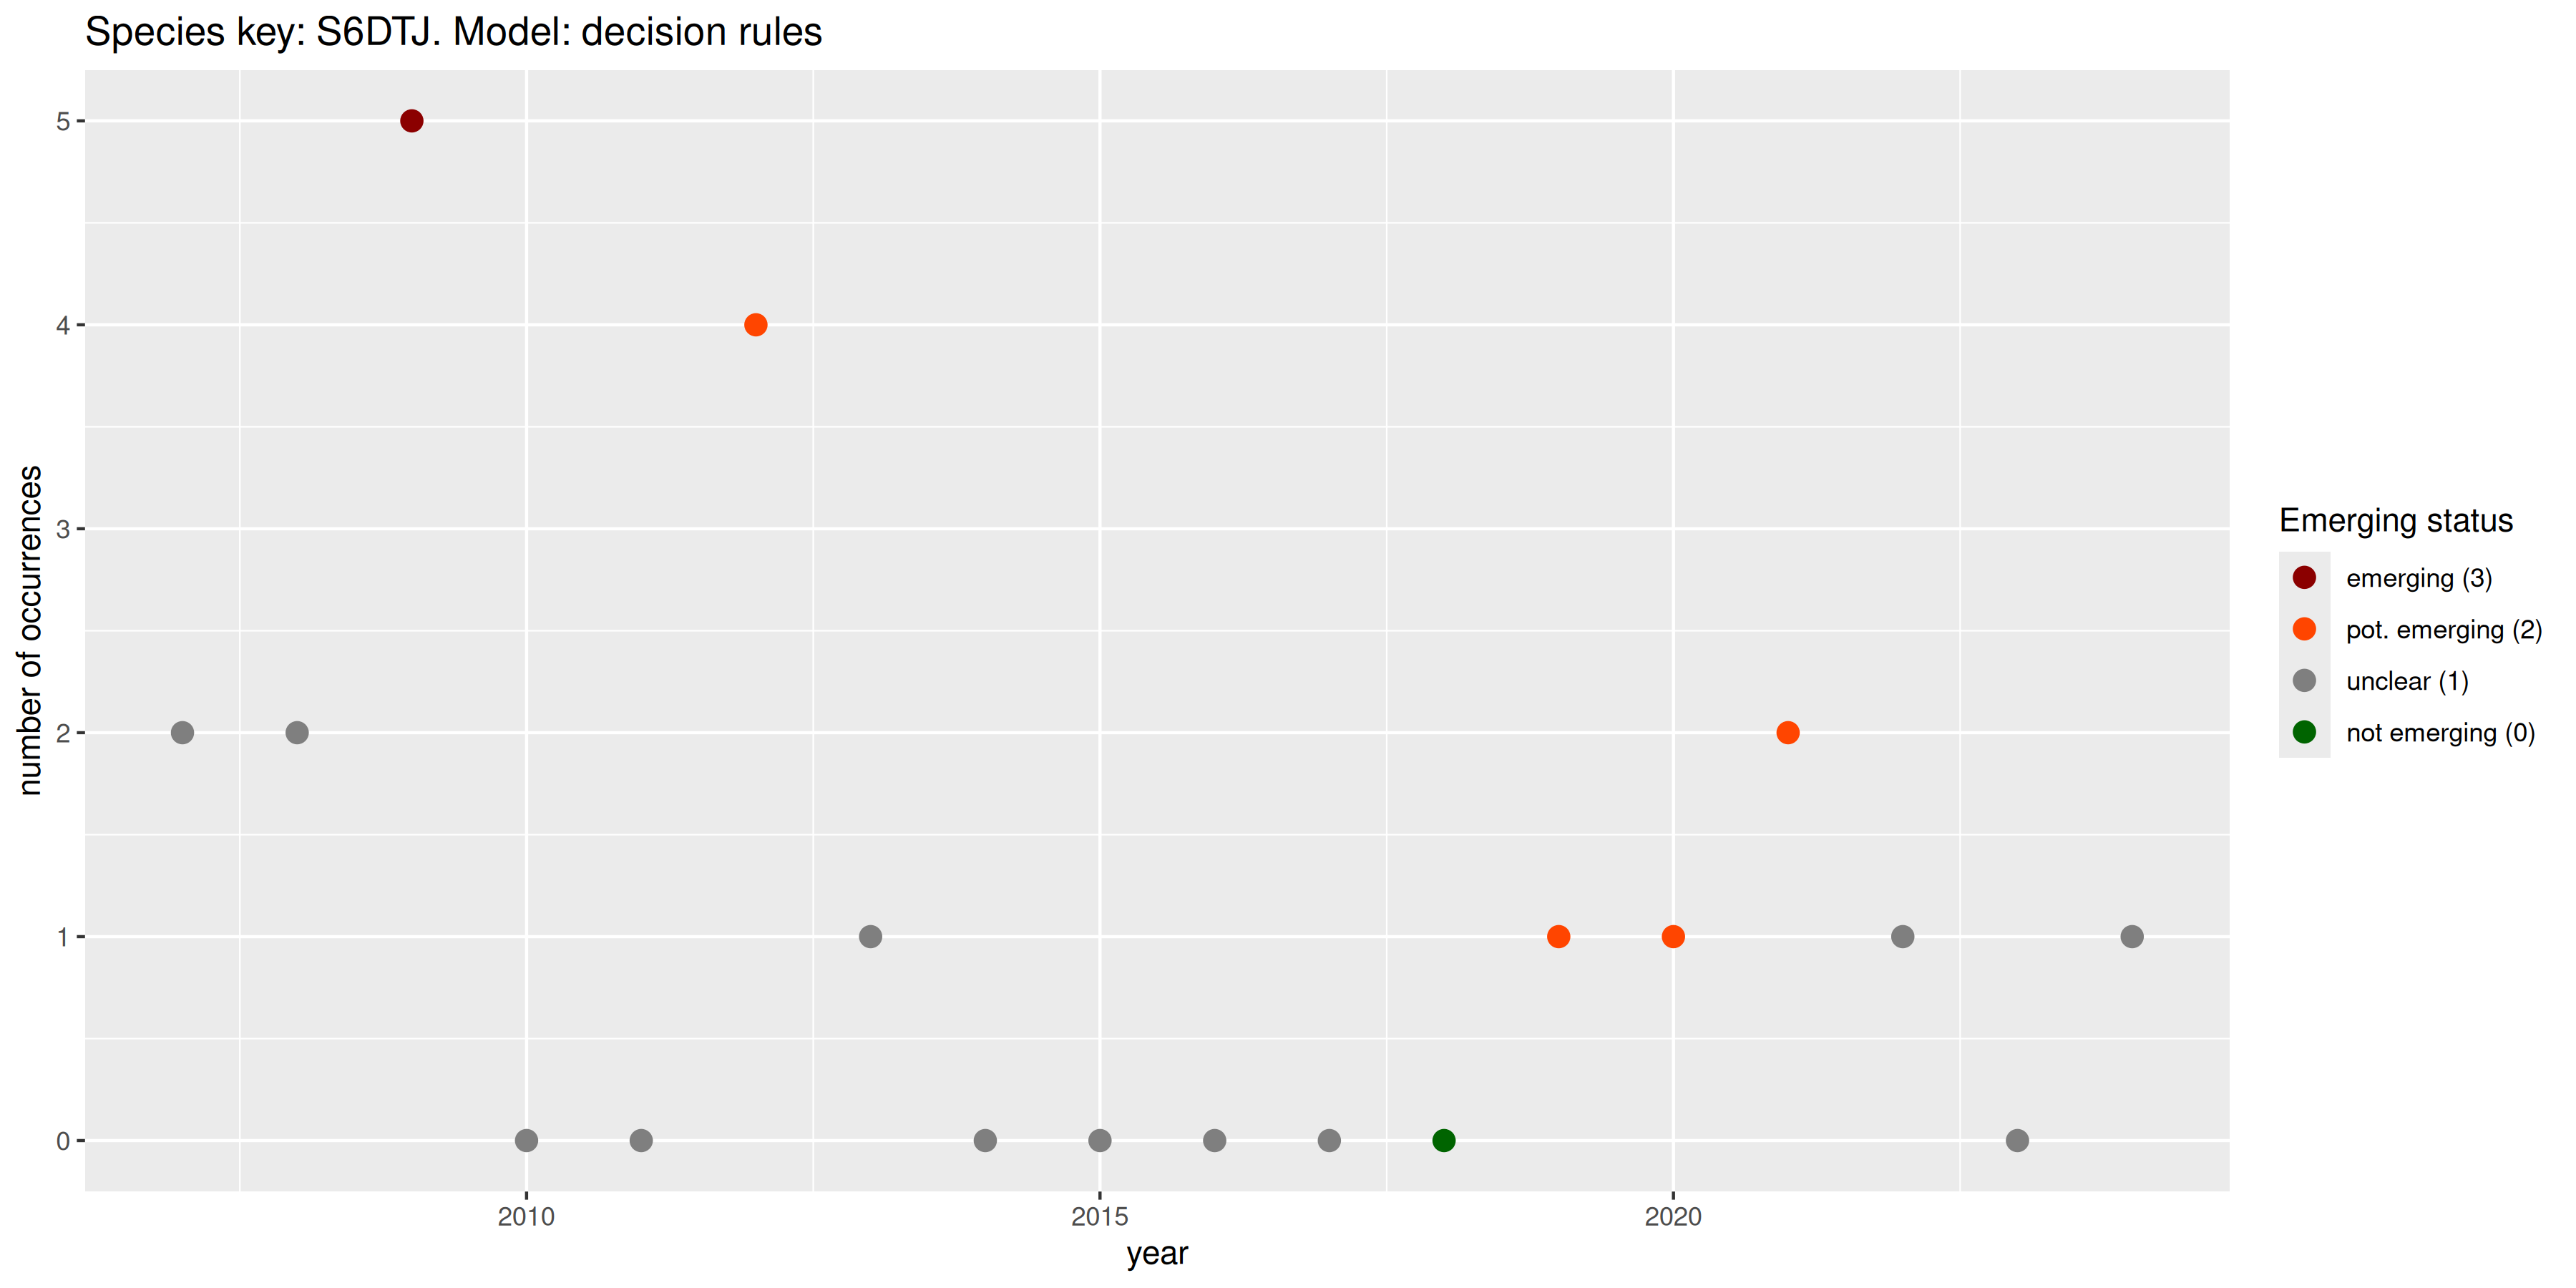 Species key: S6DTJ. Model: decision rules
5
4
3
2
1
0
number of occurrences
2010
2015
2020
year
Emerging status
emerging (3)
pot. emerging (2)
unclear (1)
not emerging (0)